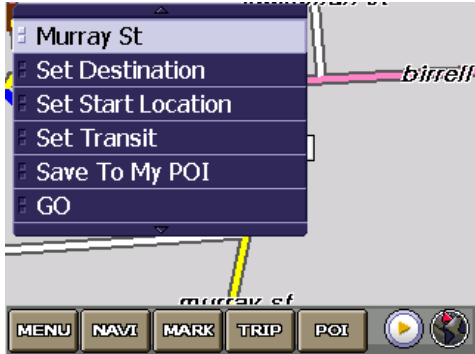 Murray St
Set Destination
Set Start Location
Set Transit
Save To My POI
GO
birrell
murray st
MENU
NAVI
MARK
TRIP
POI